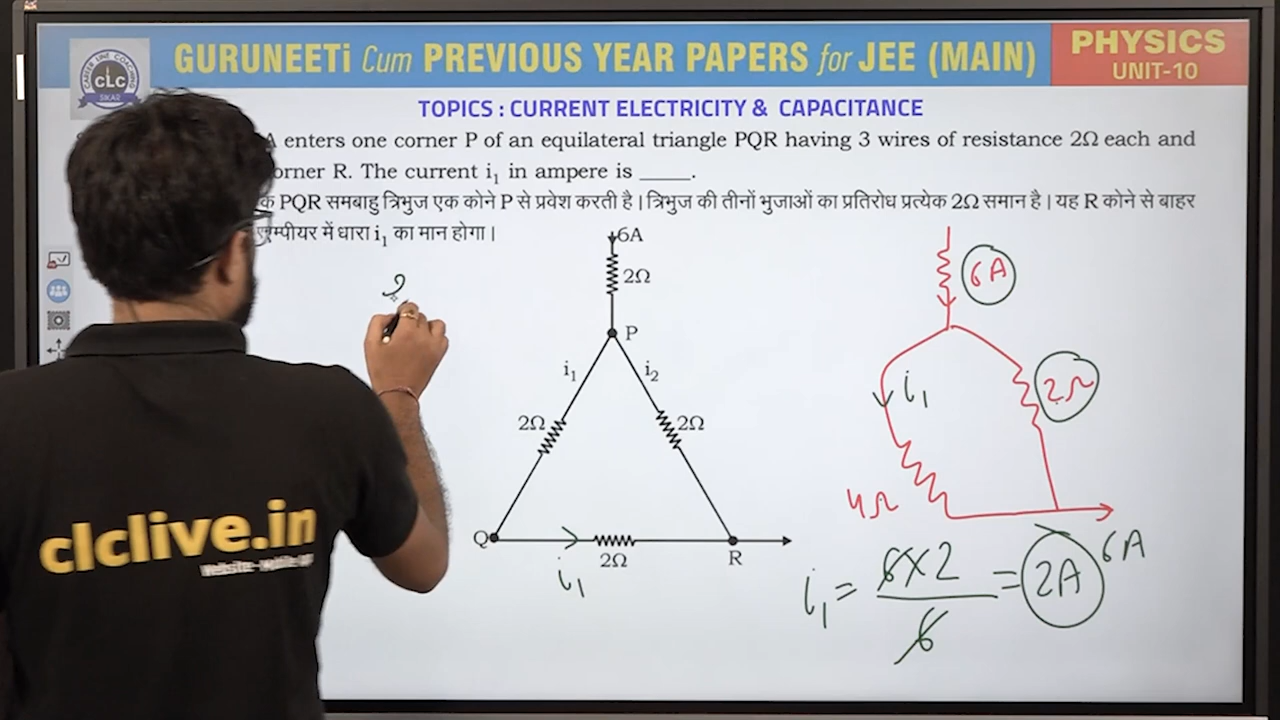 GURUNEETi Cum PREVIOUS YEAR PAPERS for JEE (MAIN)
PHYSICS
UNIT-10
CLC
SIKAR
TOPICS : CURRENT ELECTRICITY & CAPACITANCE
A enters one corner P of an equilateral triangle PQR having 3 wires of resistance 2Ω each and
orner R. The current i₁ in ampere is _____.
क PQR समबाहु त्रिभुज एक कोने P से प्रवेश करती है। त्रिभुज की तीनों भुजाओं का प्रतिरोध प्रत्येक 2Ω समान है। यह R कोने से बाहर
म्पीयर में धारा i₁ का मान होगा।
6A
2Ω
P
i₁
i₂
2Ω
2Ω
Q
2Ω
R
i₁
6A
2Ω
i₁
4Ω
6A
i₁ = 6×2/6 = 2A
2
clclive.in